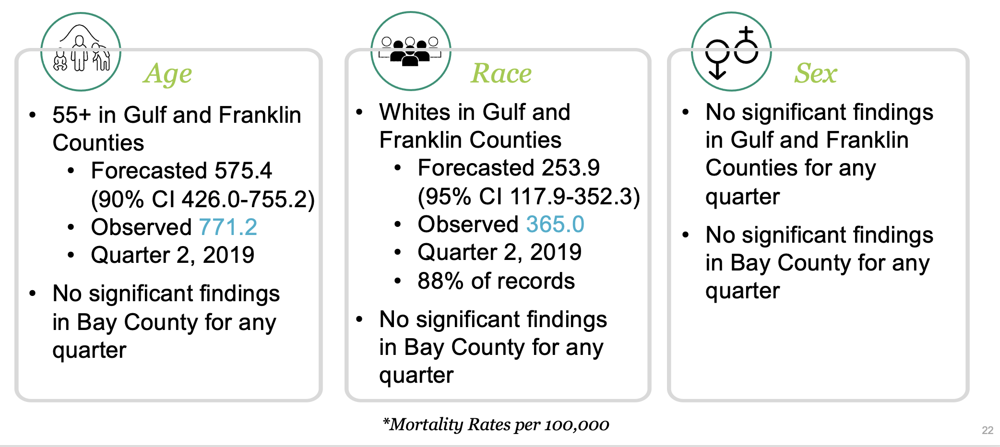 Age
• 55+ in Gulf and Franklin
Counties
• Forecasted 575.4
(90% CI 426.0-755.2)
• Observed 771.2
• Quarter 2, 2019
• No significant findings
in Bay County for any
quarter
Race
• Whites in Gulf and
Franklin Counties
• Forecasted 253.9
(95% CI 117.9-352.3)
• Observed 365.0
• Quarter 2, 2019
• 88% of records
• No significant findings
in Bay County for any
quarter
Sex
• No significant findings
in Gulf and Franklin
Counties for any
quarter
• No significant findings
in Bay County for any
quarter
*Mortality Rates per 100,000
22